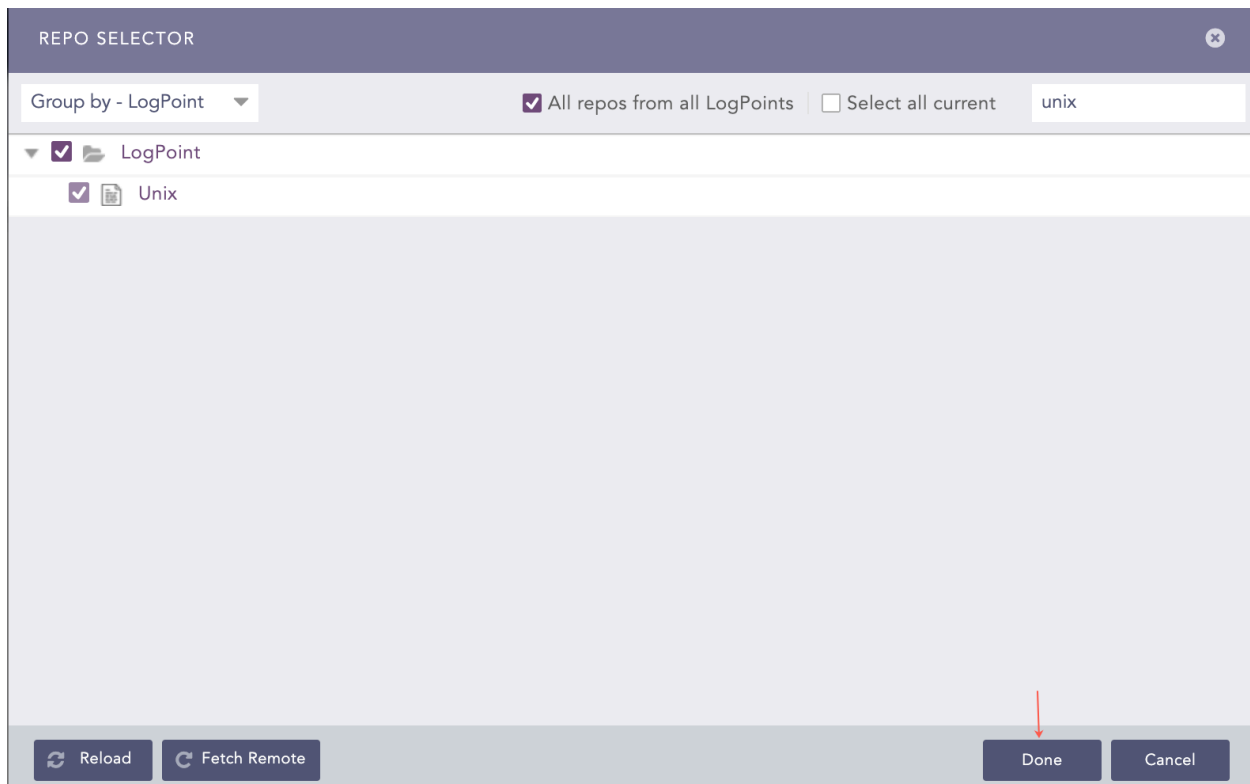 REPO SELECTOR
Group by - LogPoint All repos from all LogPoints Select all current unix
LogPoint
Unix
Reload Fetch Remote Done Cancel